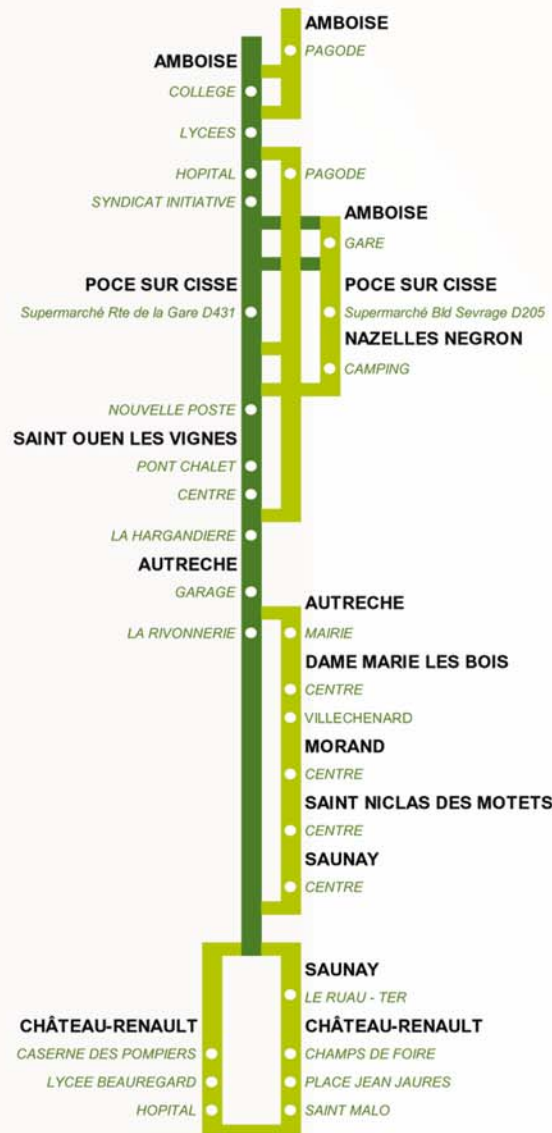 AMBOISE
PAGODE
AMBOISE
COLLEGE
LYCEES
HOPITAL
PAGODE
SYNDICAT INITIATIVE
AMBOISE
GARE
POCE SUR CISSE
POCE SUR CISSE
Supermarché Rte de la Gare D431
Supermarché Bld Sevrage D205
NAZELLES NEGRON
CAMPING
NOUVELLE POSTE
SAINT OUEN LES VIGNES
PONT CHALET
CENTRE
LA HARGANDIERE
AUTRECHE
GARAGE
AUTRECHE
LA RIVONNERIE
MAIRIE
DAME MARIE LES BOIS
CENTRE
VILLECHENARD
MORAND
CENTRE
SAINT NICLAS DES MOTETS
CENTRE
SAUNAY
CENTRE
SAUNAY
LE RUAU - TER
CHÂTEAU-RENAULT
CHÂTEAU-RENAULT
CASERNE DES POMPIERS
CHAMPS DE FOIRE
LYCEE BEAUREGARD
PLACE JEAN JAURES
HOPITAL
SAINT MALO